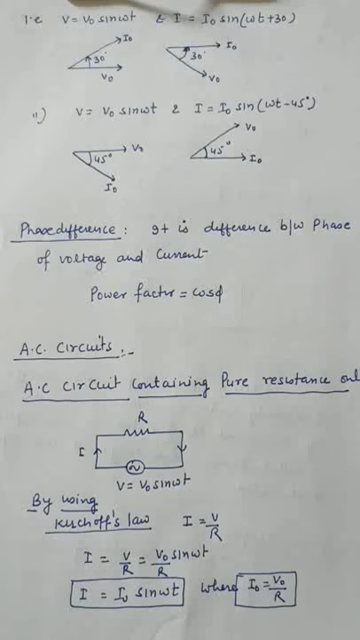 i.e V = V₀ sinωt & I = I₀ sin(ωt+30)
I₀ I₀
30° 30°
V₀ V₀
ii) V = V₀ sinωt & I = I₀ sin(ωt-45°)
V₀ V₀
45° 45°
I₀ I₀
Phase difference : It is difference b/w Phase
of voltage and Current
Power factor = cosϕ
A.C. Circuits :-
A.C Circuit Containing Pure resistance onl
R
I
V = V₀ sinωt
By using
Kirchoff's law I = V/R
I = V/R = V₀ sinωt/R
I = I₀ sinωt where I₀ = V₀/R